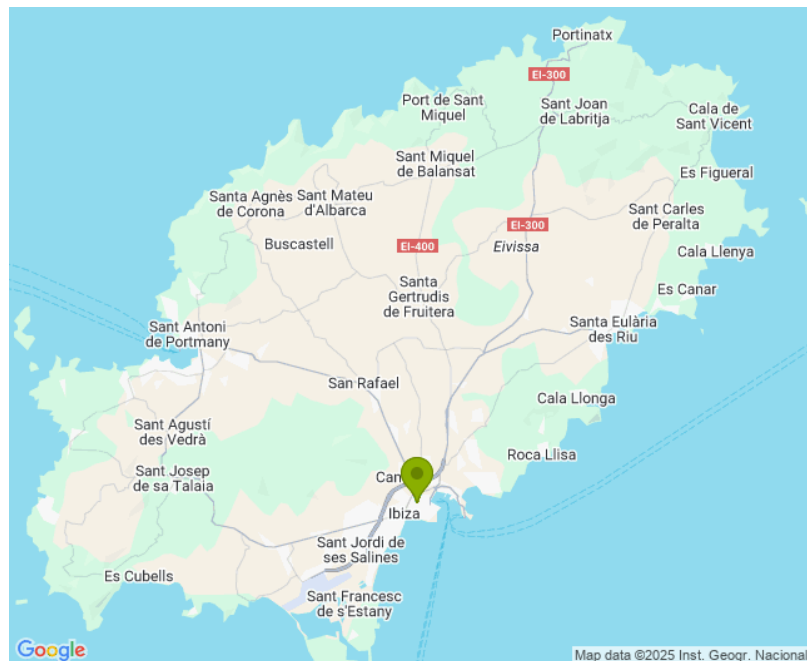 Portinatx
EI-300
Port de Sant
Miquel
Sant Joan
de Labritja
Cala de
Sant Vicent
Sant Miquel
de Balansat
Es Figueral
Santa Agnès
de Corona
Sant Mateu
d'Albarca
Sant Carles
de Peralta
EI-300
Buscastell
EI-400
Eivissa
Cala Llenya
Santa
Gertrudis
de Fruitera
Es Canar
Sant Antoni
de Portmany
Santa Eulària
des Riu
San Rafael
Cala Llonga
Sant Agustí
des Vedrà
Roca Llisa
Sant Josep
de sa Talaia
Ibiza
Sant Jordi de
ses Salines
Es Cubells
Sant Francesc
de s'Estany
Google
Map data ©2025 Inst. Geogr. Nacional